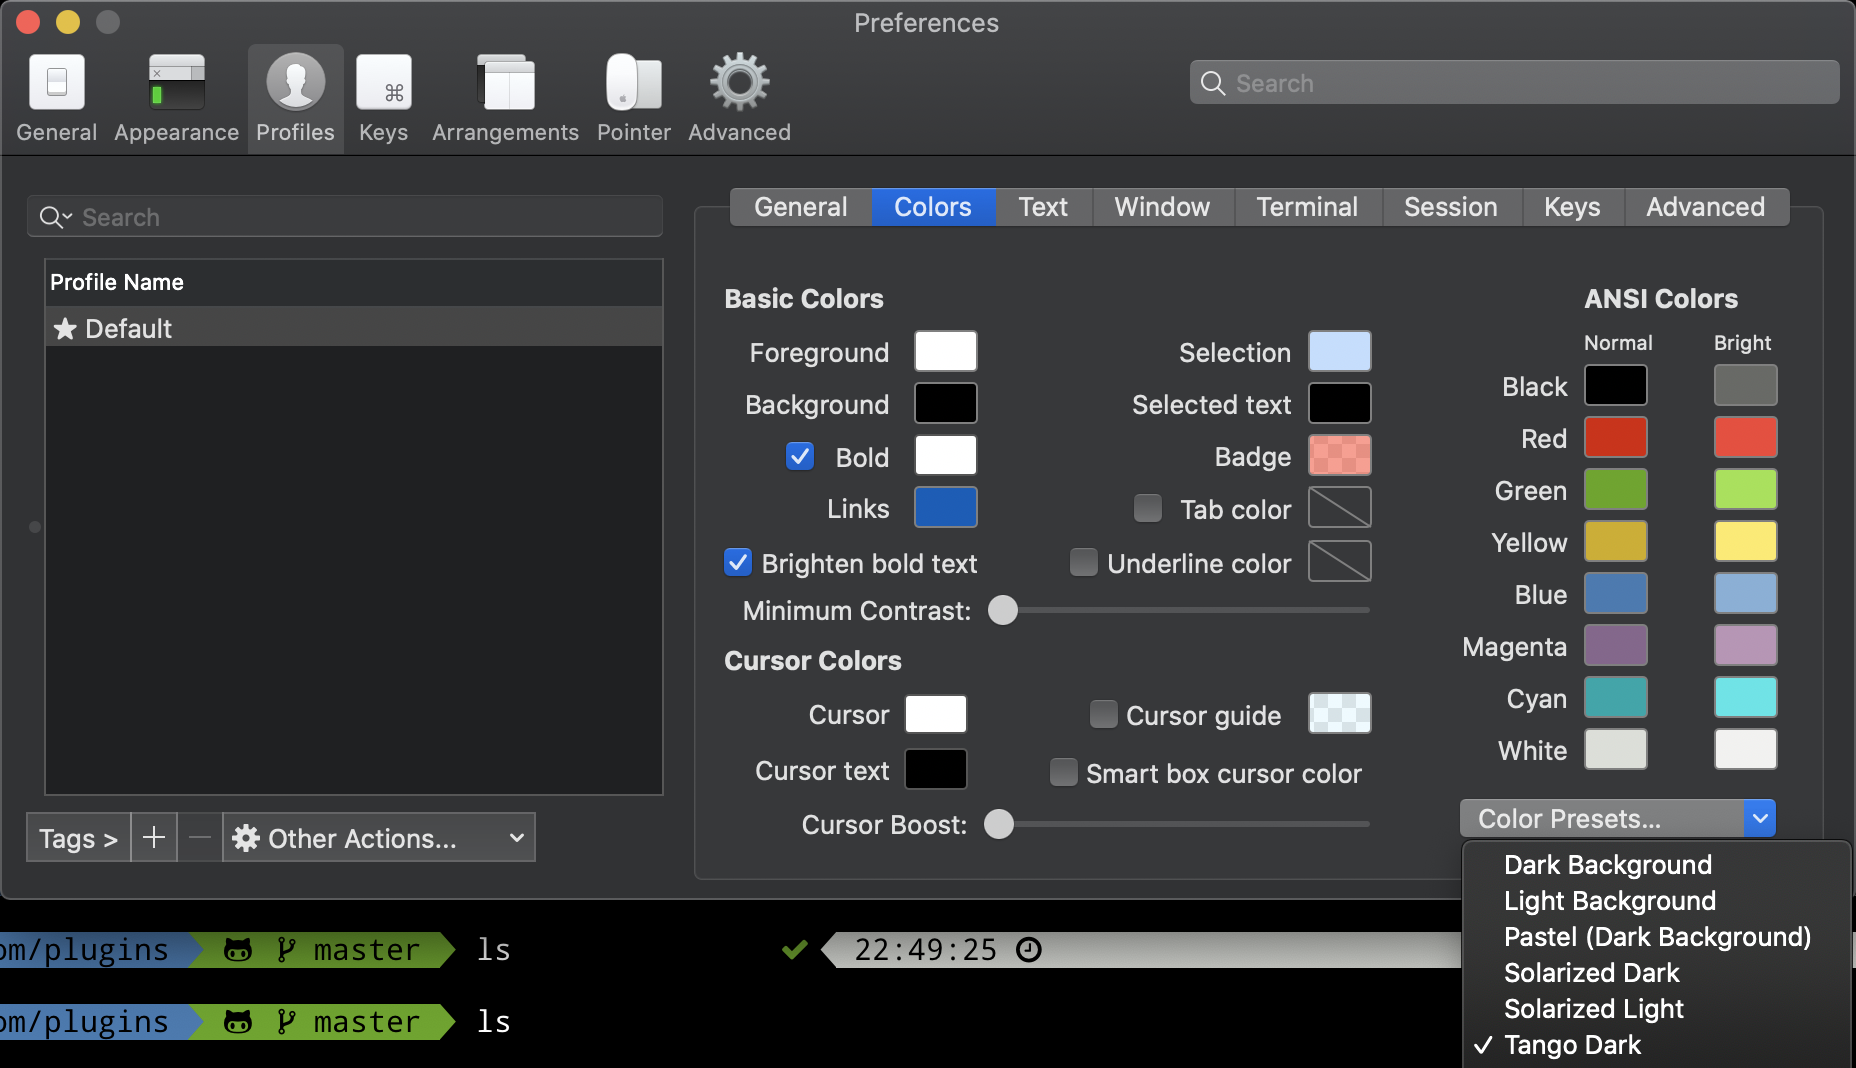 Preferences
General Appearance Profiles Keys Arrangements Pointer Advanced
Search
Search
Profile Name
Default
Tags >
Other Actions...
General Colors Text Window Terminal Session Keys Advanced
Basic Colors
Foreground
Background
Bold
Links
Brighten bold text
Selection
Selected text
Badge
Tab color
Underline color
Minimum Contrast:
Cursor Colors
Cursor
Cursor text
Cursor guide
Smart box cursor color
Cursor Boost:
ANSI Colors
Normal Bright
Black
Red
Green
Yellow
Blue
Magenta
Cyan
White
Color Presets...
Dark Background
Light Background
Pastel (Dark Background)
Solarized Dark
Solarized Light
✓ Tango Dark
om/plugins master ls ✓ 22:49:25
om/plugins master ls